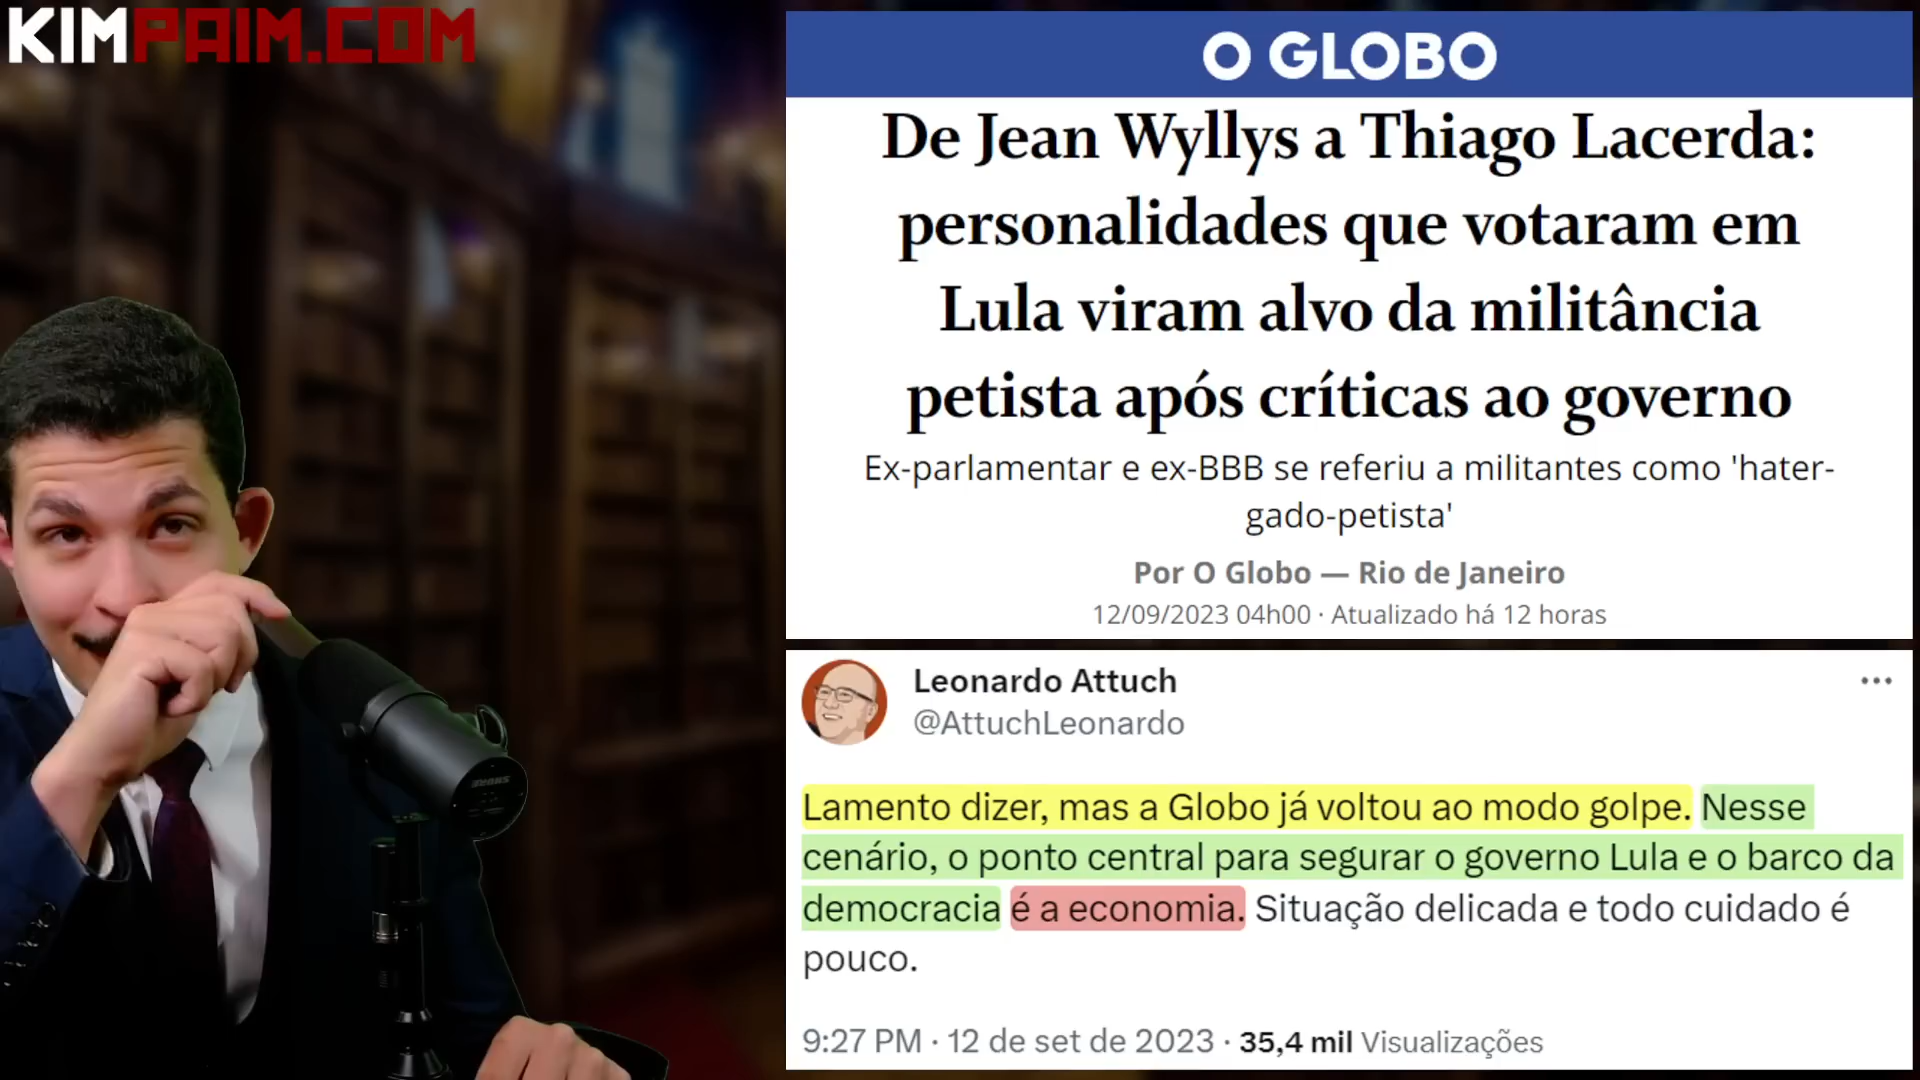 KIMPAIM.COM
O GLOBO
De Jean Wyllys a Thiago Lacerda:
personalidades que votaram em
Lula viram alvo da militância
petista após críticas ao governo
Ex-parlamentar e ex-BBB se referiu a militantes como 'hater-
gado-petista'
Por O Globo — Rio de Janeiro
12/09/2023 04h00 · Atualizado há 12 horas
Leonardo Attuch
@AttuchLeonardo
Lamento dizer, mas a Globo já voltou ao modo golpe. Nesse
cenário, o ponto central para segurar o governo Lula e o barco da
democracia é a economia. Situação delicada e todo cuidado é
pouco.
9:27 PM · 12 de set de 2023 · 35,4 mil Visualizações